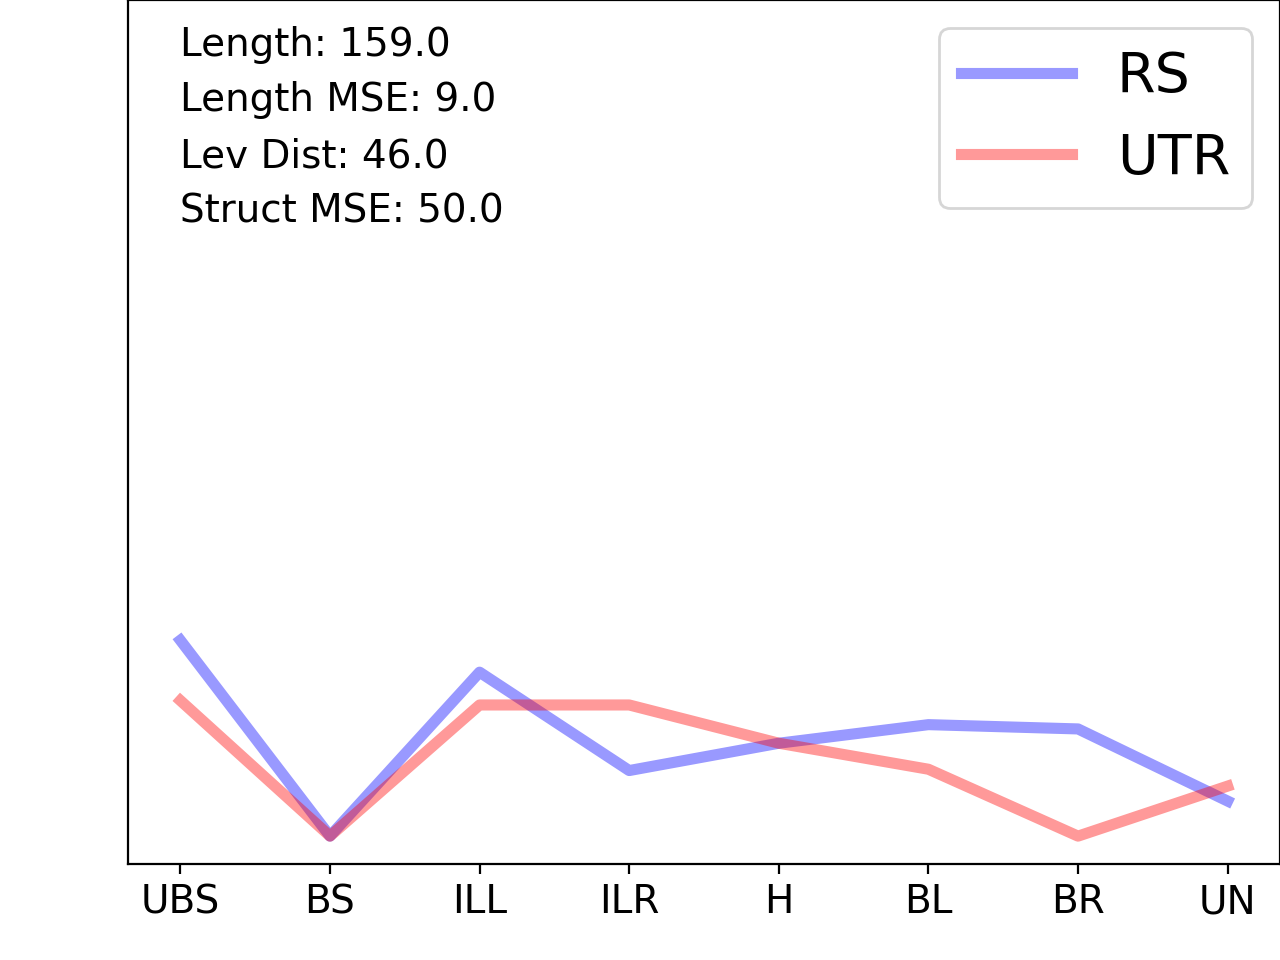 Length: 159.0
Length MSE: 9.0
Lev Dist: 46.0
Struct MSE: 50.0
RS
UTR
UBS BS ILL ILR H BL BR UN